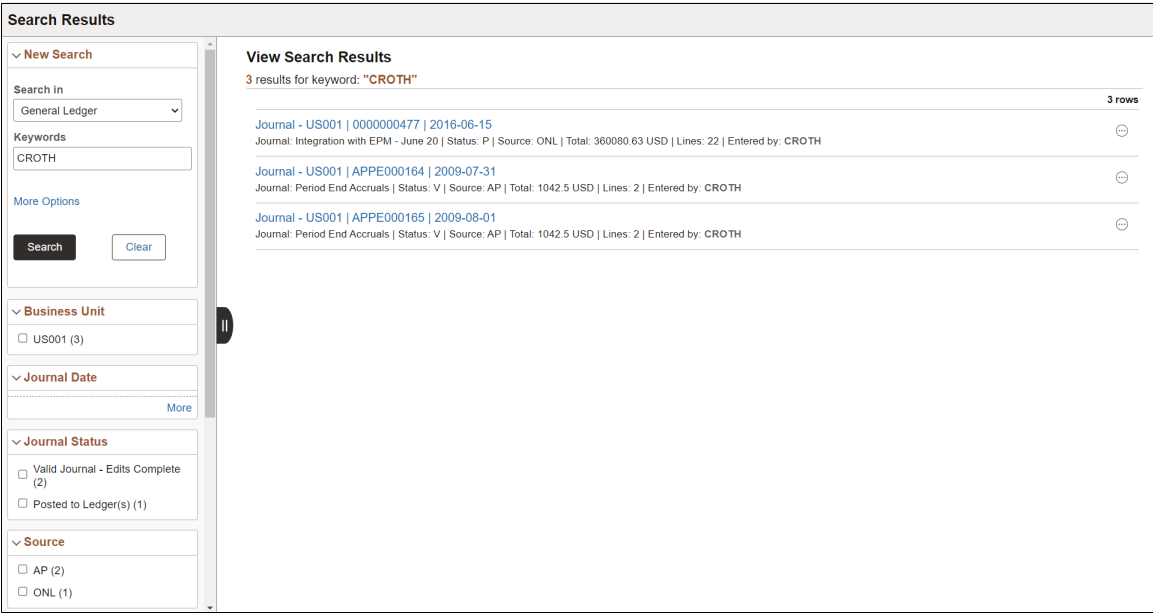 Search Results
New Search
Search in
General Ledger
Keywords
CROTH
More Options
Search
Clear
Business Unit
US001 (3)
Journal Date
More
Journal Status
Valid Journal - Edits Complete
(2)
Posted to Ledger(s) (1)
Source
AP (2)
ONL (1)
View Search Results
3 results for keyword: "CROTH"
3 rows
Journal - US001 | 0000000477 | 2016-06-15
Journal: Integration with EPM - June 20 | Status: P | Source: ONL | Total: 360080.63 USD | Lines: 22 | Entered by: CROTH
Journal - US001 | APPE000164 | 2009-07-31
Journal: Period End Accruals | Status: V | Source: AP | Total: 1042.5 USD | Lines: 2 | Entered by: CROTH
Journal - US001 | APPE000165 | 2009-08-01
Journal: Period End Accruals | Status: V | Source: AP | Total: 1042.5 USD | Lines: 2 | Entered by: CROTH